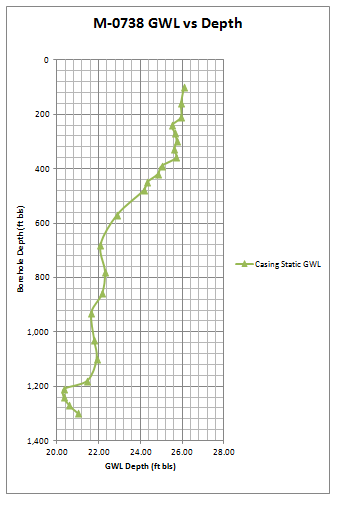 M-0738 GWL vs Depth
0
200
400
600
800
1,000
1,200
1,400
Borehole Depth (ft bls)
20.00 22.00 24.00 26.00 28.00
GWL Depth (ft bls)
Casing Static GWL